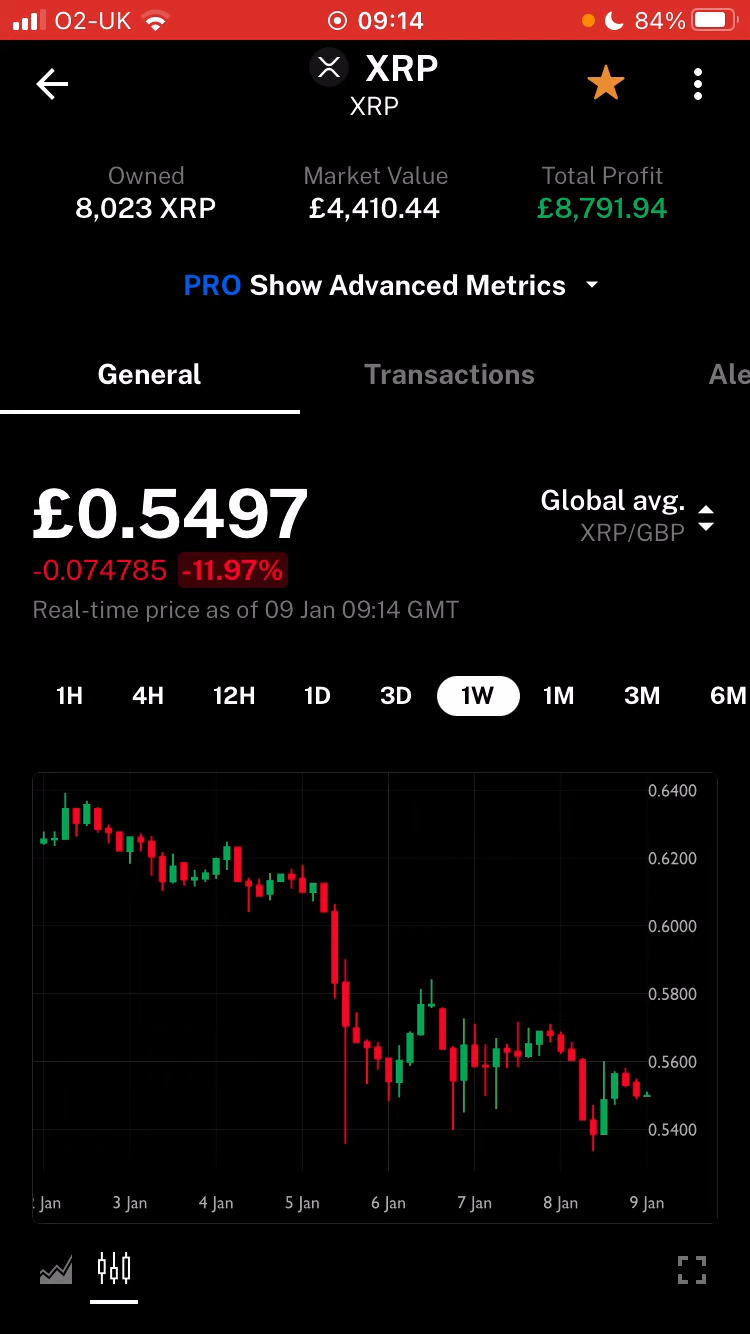 O2-UK 09:14 84%
XRP
XRP
Owned Market Value Total Profit
8,023 XRP £4,410.44 £8,791.94
PRO Show Advanced Metrics
General Transactions Ale
£0.5497
Global avg.
XRP/GBP
-0.074785 -11.97%
Real-time price as of 09 Jan 09:14 GMT
1H 4H 12H 1D 3D 1W 1M 3M 6M
0.6400
0.6200
0.6000
0.5800
0.5600
0.5400
2 Jan 3 Jan 4 Jan 5 Jan 6 Jan 7 Jan 8 Jan 9 Jan